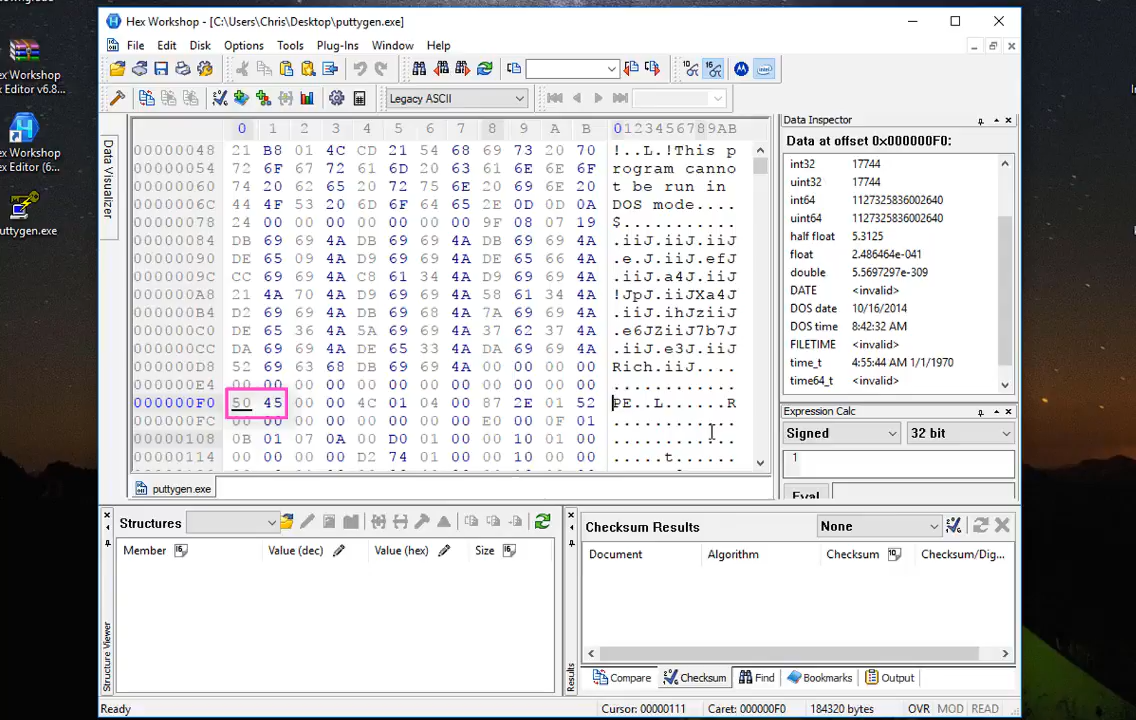 Hex Workshop - [C:\Users\Chris\Desktop\puttygen.exe]
File Edit Disk Options Tools Plug-Ins Window Help
Legacy ASCII
ex Workshop
ex Editor v6.8...
ex Workshop
ex Editor (6...
uttygen.exe
Data Visualizer
0 1 2 3 4 5 6 7 8 9 A B 0123456789AB
00000048 21 B8 01 4C CD 21 54 68 69 73 20 70 !..L.!This p
00000054 72 6F 67 72 61 6D 20 63 61 6E 6E 6F rogram canno
00000060 74 20 62 65 20 72 75 6E 20 69 6E 20 t be run in
0000006C 44 4F 53 20 6D 6F 64 65 2E 0D 0D 0A DOS mode....
00000078 24 00 00 00 00 00 00 00 9F 08 07 19 $...........
00000084 DB 69 69 4A DB 69 69 4A DB 69 69 4A .iiJ.iiJ.iiJ
00000090 DE 65 09 4A D9 69 69 4A DE 65 66 4A .e.J.iiJ.efJ
0000009C CC 69 69 4A C8 61 34 4A D9 69 69 4A .iiJ.a4J.iiJ
000000A8 21 4A 70 4A D9 69 69 4A 58 61 34 4A !JpJ.iiJXa4J
000000B4 D2 69 69 4A DB 69 68 4A 7A 69 69 4A .iiJ.ihJziiJ
000000C0 DE 65 36 4A 5A 69 69 4A 37 62 37 4A .e6JZiiJ7b7J
000000CC DA 69 69 4A DE 65 33 4A DA 69 69 4A .iiJ.e3J.iiJ
000000D8 52 69 63 68 DB 69 69 4A 00 00 00 00 Rich.iiJ....
000000E4 00 00 00 00 00 00 00 00 00 00 00 00 ............
000000F0 50 45 00 00 4C 01 04 00 87 2E 01 52 PE..L......R
000000FC 00 00 00 00 00 00 00 00 E0 00 0F 01 ............
00000108 0B 01 07 0A 00 D0 01 00 00 10 01 00 ............
00000114 00 00 00 00 D2 74 01 00 00 10 00 00 .....t......
puttygen.exe
Data Inspector
Data at offset 0x000000F0:
int32 17744
uint32 17744
int64 1127325836002640
uint64 1127325836002640
half float 5.3125
float 2.486464e-041
double 5.5697297e-309
DATE <invalid>
DOS date 10/16/2014
DOS time 8:42:32 AM
FILETIME <invalid>
time_t 4:55:44 AM 1/1/1970
time64_t <invalid>
Expression Calc
Signed 32 bit
1
Eval
Structures
Member Value (dec) Value (hex) Size
Structure Viewer
Checksum Results None
Document Algorithm Checksum Checksum/Dig...
Results
Compare Checksum Find Bookmarks Output
Ready Cursor: 00000111 Caret: 000000F0 184320 bytes OVR MOD READ